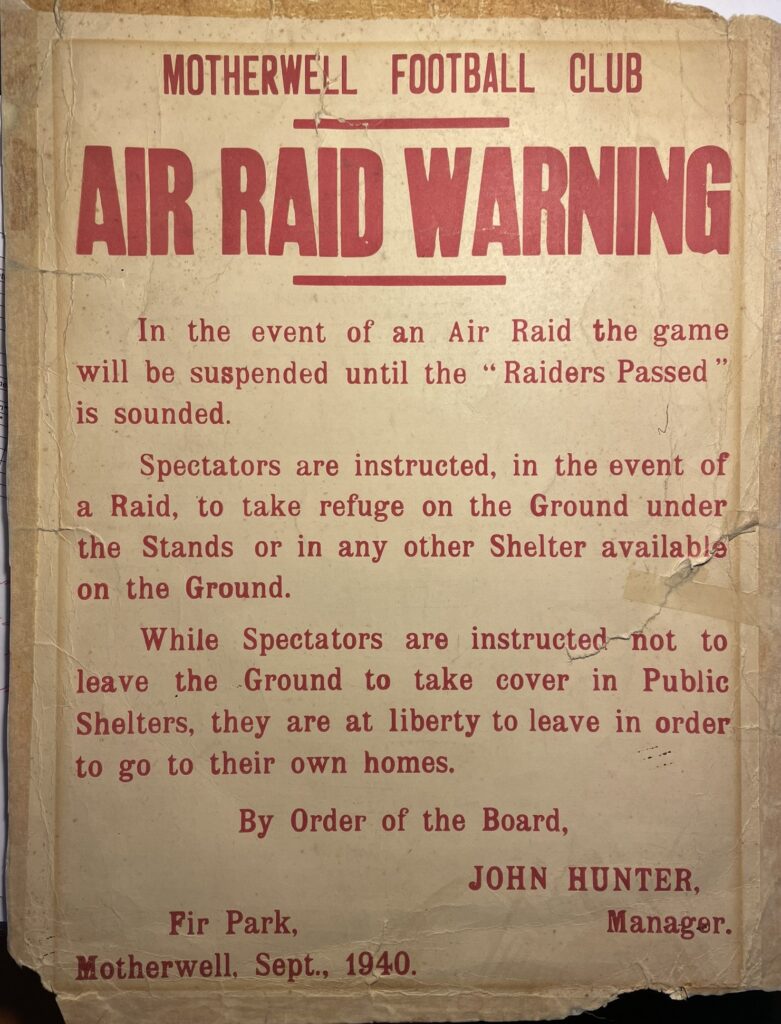 MOTHERWELL FOOTBALL CLUB
AIR RAID WARNING
In the event of an Air Raid the game
will be suspended until the “Raiders Passed”
is sounded.
Spectators are instructed, in the event of
a Raid, to take refuge on the Ground under
the Stands or in any other Shelter available
on the Ground.
While Spectators are instructed not to
leave the Ground to take cover in Public
Shelters, they are at liberty to leave in order
to go to their own homes.
By Order of the Board,
JOHN HUNTER,
Manager.
Fir Park,
Motherwell, Sept., 1940.